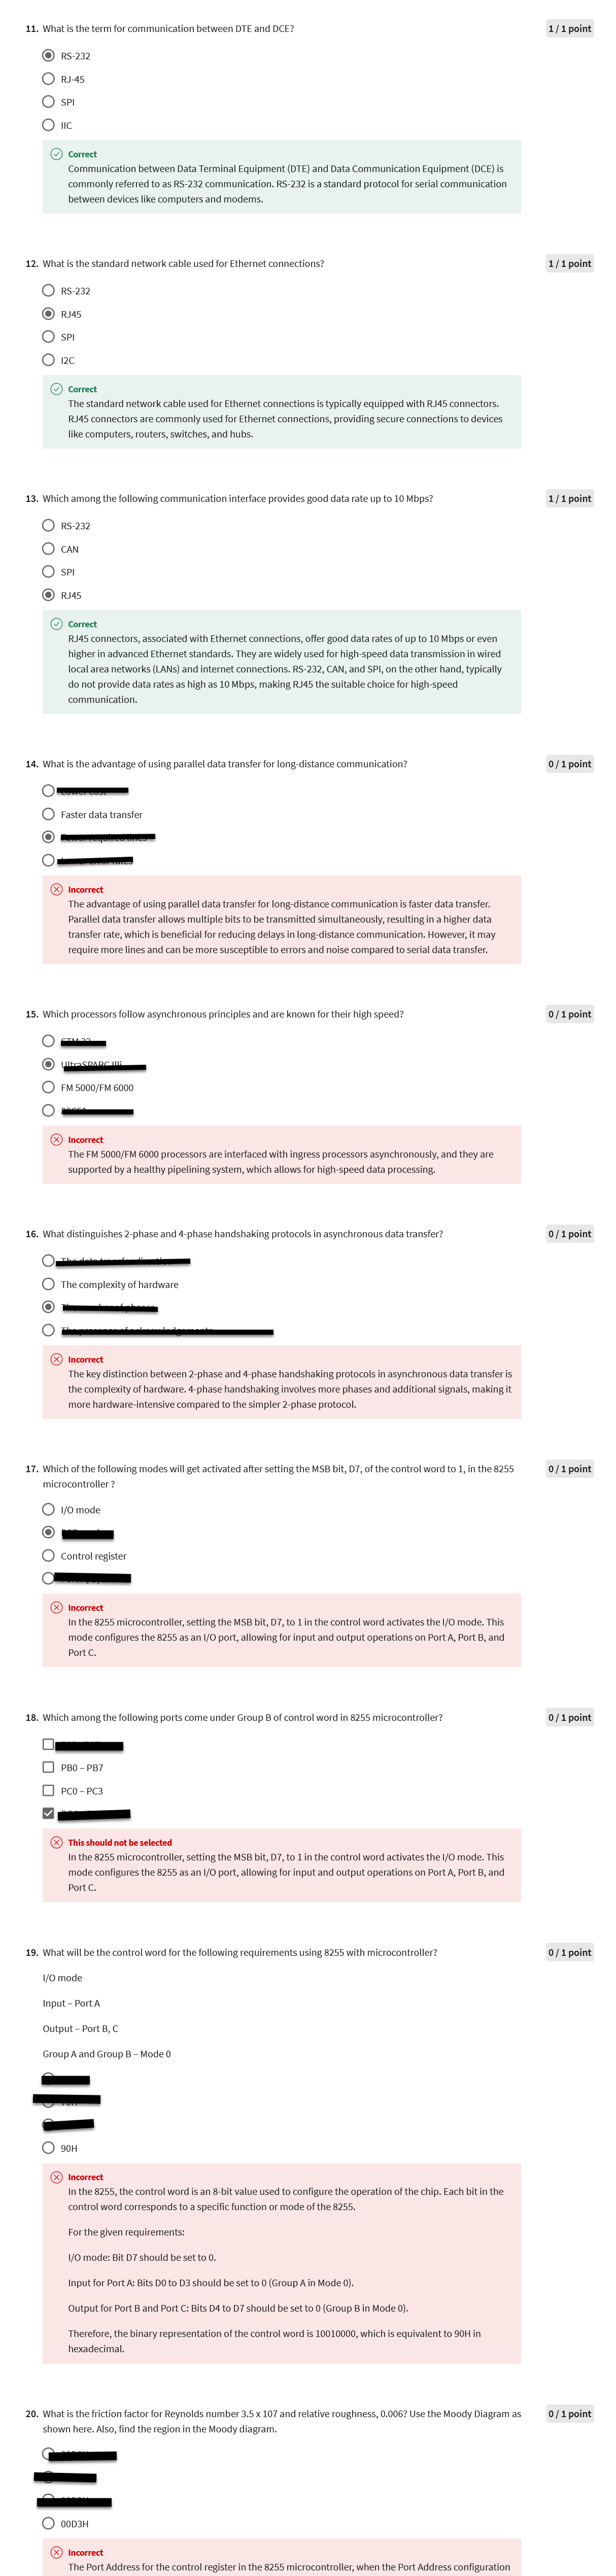 11. What is the term for communication between DTE and DCE?
1 / 1 point
RS-232
RJ-45
SPI
IIC
Correct
Communication between Data Terminal Equipment (DTE) and Data Communication Equipment (DCE) is
commonly referred to as RS-232 communication. RS-232 is a standard protocol for serial communication
between devices like computers and modems.
12. What is the standard network cable used for Ethernet connections?
1 / 1 point
RS-232
RJ45
SPI
I2C
Correct
The standard network cable used for Ethernet connections is typically equipped with RJ45 connectors.
RJ45 connectors are commonly used for Ethernet connections, providing secure connections to devices
like computers, routers, switches, and hubs.
13. Which among the following communication interface provides good data rate up to 10 Mbps?
1 / 1 point
RS-232
CAN
SPI
RJ45
Correct
RJ45 connectors, associated with Ethernet connections, offer good data rates of up to 10 Mbps or even
higher in advanced Ethernet standards. They are widely used for high-speed data transmission in wired
local area networks (LANs) and internet connections. RS-232, CAN, and SPI, on the other hand, typically
do not provide data rates as high as 10 Mbps, making RJ45 the suitable choice for high-speed
communication.
14. What is the advantage of using parallel data transfer for long-distance communication?
0 / 1 point
Faster data transfer
Incorrect
The advantage of using parallel data transfer for long-distance communication is faster data transfer.
Parallel data transfer allows multiple bits to be transmitted simultaneously, resulting in a higher data
transfer rate, which is beneficial for reducing delays in long-distance communication. However, it may
require more lines and can be more susceptible to errors and noise compared to serial data transfer.
15. Which processors follow asynchronous principles and are known for their high speed?
0 / 1 point
UltraSPARC IIIi
FM 5000/FM 6000
Incorrect
The FM 5000/FM 6000 processors are interfaced with ingress processors asynchronously, and they are
supported by a healthy pipelining system, which allows for high-speed data processing.
16. What distinguishes 2-phase and 4-phase handshaking protocols in asynchronous data transfer?
0 / 1 point
The complexity of hardware
Incorrect
The key distinction between 2-phase and 4-phase handshaking protocols in asynchronous data transfer is
the complexity of hardware. 4-phase handshaking involves more phases and additional signals, making it
more hardware-intensive compared to the simpler 2-phase protocol.
17. Which of the following modes will get activated after setting the MSB bit, D7, of the control word to 1, in the 8255
microcontroller ?
0 / 1 point
I/O mode
Control register
Incorrect
In the 8255 microcontroller, setting the MSB bit, D7, to 1 in the control word activates the I/O mode. This
mode configures the 8255 as an I/O port, allowing for input and output operations on Port A, Port B, and
Port C.
18. Which among the following ports come under Group B of control word in 8255 microcontroller?
0 / 1 point
PB0 – PB7
PC0 – PC3
This should not be selected
In the 8255 microcontroller, setting the MSB bit, D7, to 1 in the control word activates the I/O mode. This
mode configures the 8255 as an I/O port, allowing for input and output operations on Port A, Port B, and
Port C.
19. What will be the control word for the following requirements using 8255 with microcontroller?
0 / 1 point
I/O mode
Input – Port A
Output – Port B, C
Group A and Group B – Mode 0
90H
Incorrect
In the 8255, the control word is an 8-bit value used to configure the operation of the chip. Each bit in the
control word corresponds to a specific function or mode of the 8255.
For the given requirements:
I/O mode: Bit D7 should be set to 0.
Input for Port A: Bits D0 to D3 should be set to 0 (Group A in Mode 0).
Output for Port B and Port C: Bits D4 to D7 should be set to 0 (Group B in Mode 0).
Therefore, the binary representation of the control word is 10010000, which is equivalent to 90H in
hexadecimal.
20. What is the friction factor for Reynolds number 3.5 x 107 and relative roughness, 0.006? Use the Moody Diagram as
shown here. Also, find the region in the Moody diagram.
0 / 1 point
00D3H
Incorrect
The Port Address for the control register in the 8255 microcontroller, when the Port Address configuration